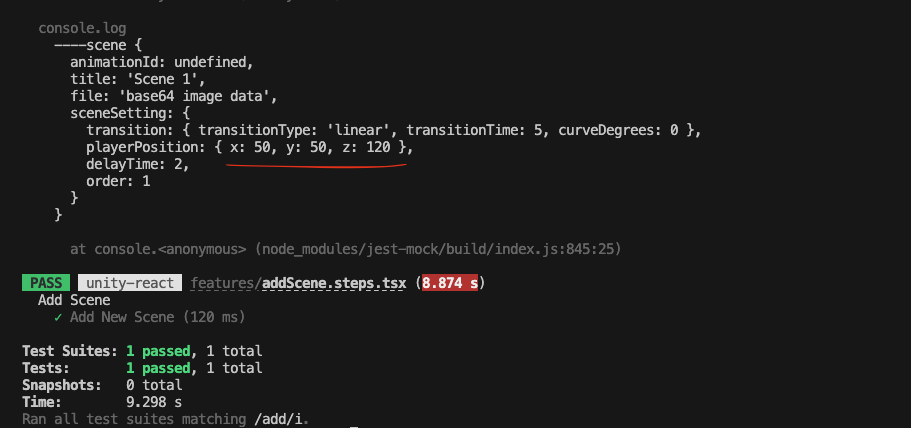 console.log
----scene {
animationId: undefined,
title: 'Scene 1',
file: 'base64 image data',
sceneSetting: {
transition: { transitionType: 'linear', transitionTime: 5, curveDegrees: 0 },
playerPosition: { x: 50, y: 50, z: 120 },
delayTime: 2,
order: 1
}
}
at console.<anonymous> (node_modules/jest-mock/build/index.js:845:25)
PASS unity-react features/addScene.steps.tsx (8.874 s)
Add Scene
✓ Add New Scene (120 ms)
Test Suites: 1 passed, 1 total
Tests: 1 passed, 1 total
Snapshots: 0 total
Time: 9.298 s
Ran all test suites matching /add/i.